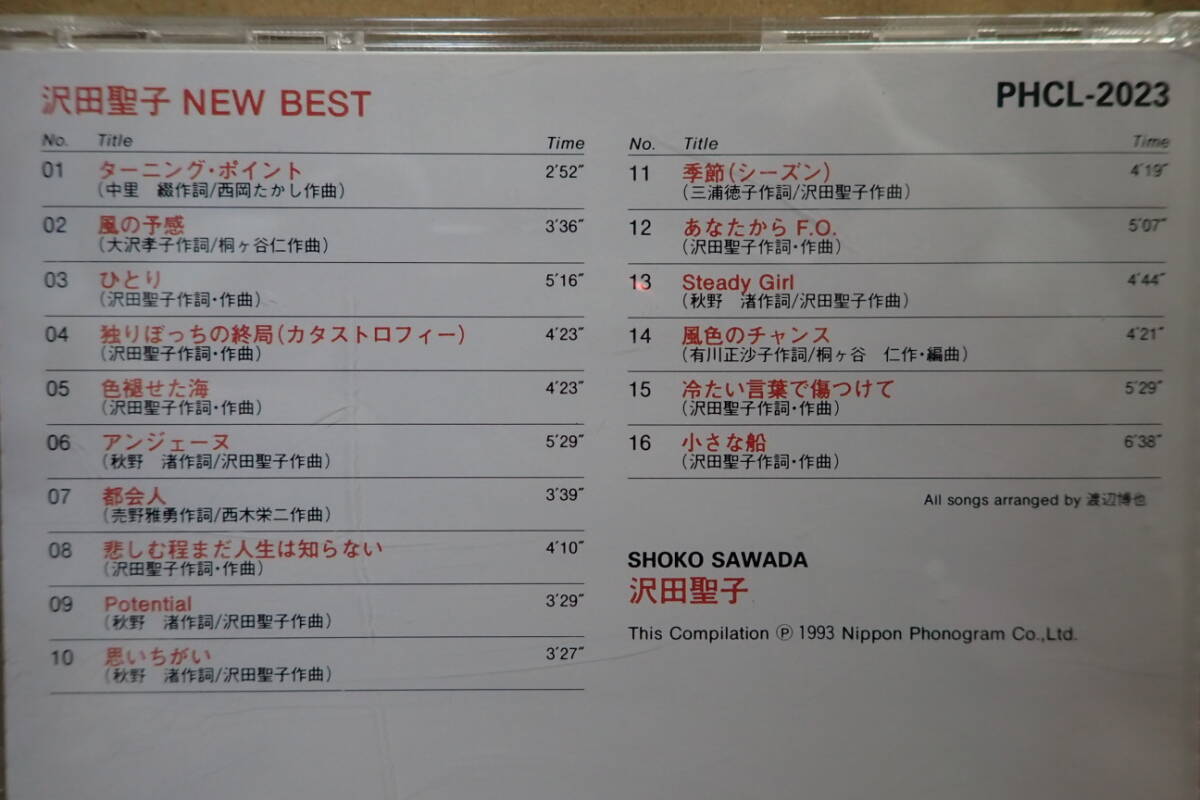 沢田聖子 NEW BEST
PHCL-2023
No. Title Time
01 ターニング・ポイント 2′52″
(中里 綴作詞/西岡たかし作曲)
02 風の予感 3′36″
(大沢孝子作詞/桐ヶ谷仁作曲)
03 ひとり 5′16″
(沢田聖子作詞・作曲)
04 独りぼっちの終局(カタストロフィー) 4′23″
(沢田聖子作詞・作曲)
05 色褪せた海 4′23″
(沢田聖子作詞・作曲)
06 アンジェーヌ 5′29″
(秋野 渚作詞/沢田聖子作曲)
07 都会人 3′39″
(売野雅勇作詞/西木栄二作曲)
08 悲しむ程まだ人生は知らない 4′10″
(沢田聖子作詞・作曲)
09 Potential 3′29″
(秋野 渚作詞/沢田聖子作曲)
10 思いちがい 3′27″
(秋野 渚作詞/沢田聖子作曲)
No. Title Time
11 季節(シーズン) 4′19″
(三浦徳子作詞/沢田聖子作曲)
12 あなたから F.O. 5′07″
(沢田聖子作詞・作曲)
13 Steady Girl 4′44″
(秋野 渚作詞/沢田聖子作曲)
14 風色のチャンス 4′21″
(有川正沙子作詞/桐ヶ谷 仁作・編曲)
15 冷たい言葉で傷つけて 5′29″
(沢田聖子作詞・作曲)
16 小さな船 6′38″
(沢田聖子作詞・作曲)
All songs arranged by 渡辺博也
SHOKO SAWADA
沢田聖子
This Compilation Ⓟ 1993 Nippon Phonogram Co.,Ltd.